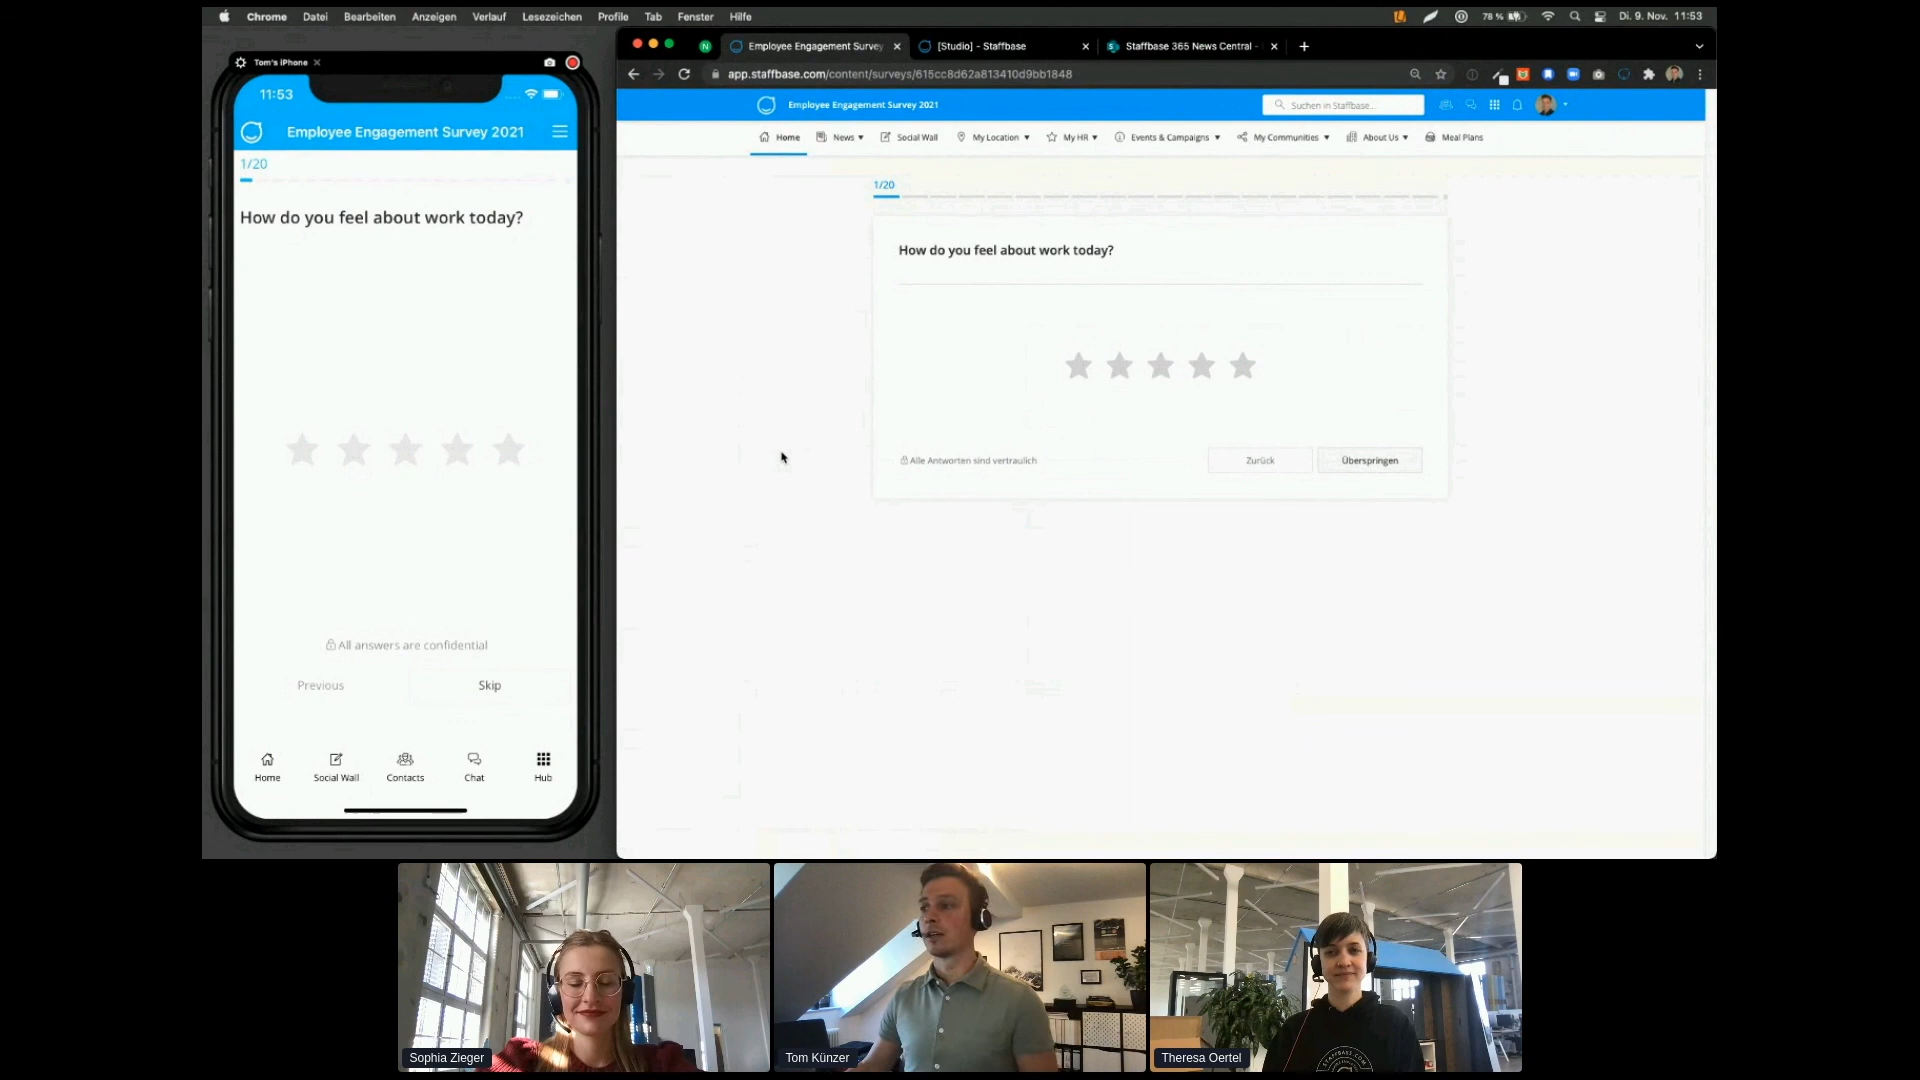 Chrome Datei Bearbeiten Anzeigen Verlauf Lesezeichen Profile Tab Fenster Hilfe
78 % Di. 9. Nov. 11:53
Tom's iPhone
11:53
Employee Engagement Survey 2021
1/20
How do you feel about work today?
All answers are confidential
Previous Skip
Home Social Wall Contacts Chat Hub
N Employee Engagement Survey [Studio] - Staffbase S Staffbase 365 News Central -
app.staffbase.com/content/surveys/615cc8d62a813410d9bb1848
Employee Engagement Survey 2021
Suchen in Staffbase...
Home News Social Wall My Location My HR Events & Campaigns My Communities About Us Meal Plans
1/20
How do you feel about work today?
Alle Antworten sind vertraulich
Zurück Überspringen
Sophia Zieger
Tom Künzer
Theresa Oertel
STAFFBASE.COM